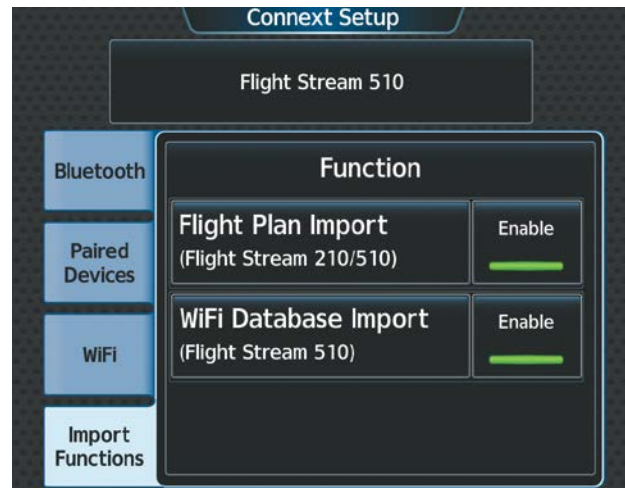 Connext Setup
Flight Stream 510
Bluetooth
Paired
Devices
WiFi
Import
Functions
Function
Flight Plan Import
(Flight Stream 210/510)
Enable
WiFi Database Import
(Flight Stream 510)
Enable